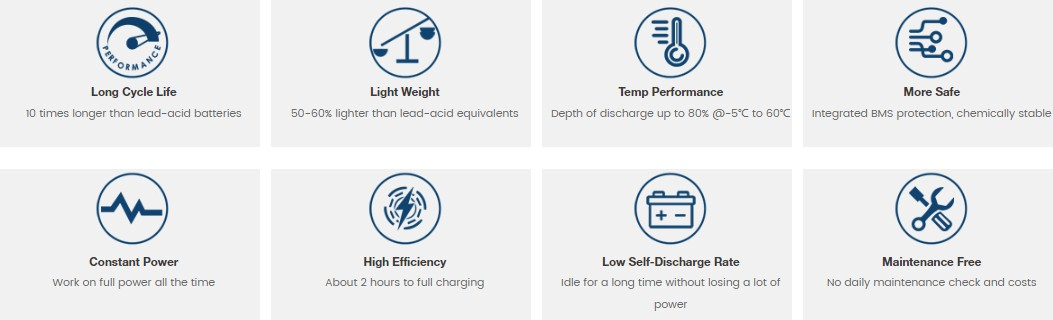 PERFORMANCE
Long Cycle Life
10 times longer than lead-acid batteries
Light Weight
50-60% lighter than lead-acid equivalents
Temp Performance
Depth of discharge up to 80% @-5℃ to 60℃
More Safe
Integrated BMS protection, chemically stable
Constant Power
Work on full power all the time
High Efficiency
About 2 hours to full charging
Low Self-Discharge Rate
Idle for a long time without losing a lot of
power
Maintenance Free
No daily maintenance check and costs